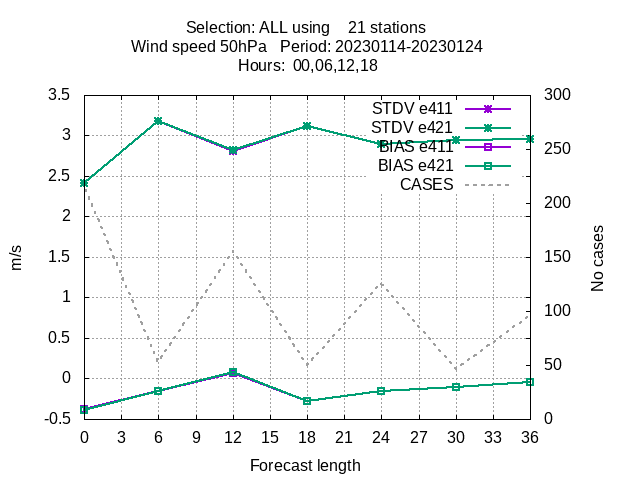 Selection: ALL using    21 stations
Wind speed 50hPa   Period: 20230114-20230124
Hours:  00,06,12,18
STDV e411
STDV e421
BIAS e411
BIAS e421
CASES
3.5
3
2.5
2
1.5
1
0.5
0
-0.5
m/s
300
250
200
150
100
50
0
No cases
0 3 6 9 12 15 18 21 24 27 30 33 36
Forecast length